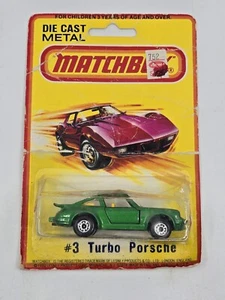 FOR CHILDREN 3 YEARS OF AGE AND OVER
DIE CAST
METAL
MATCHBOX
#3 Turbo Porsche